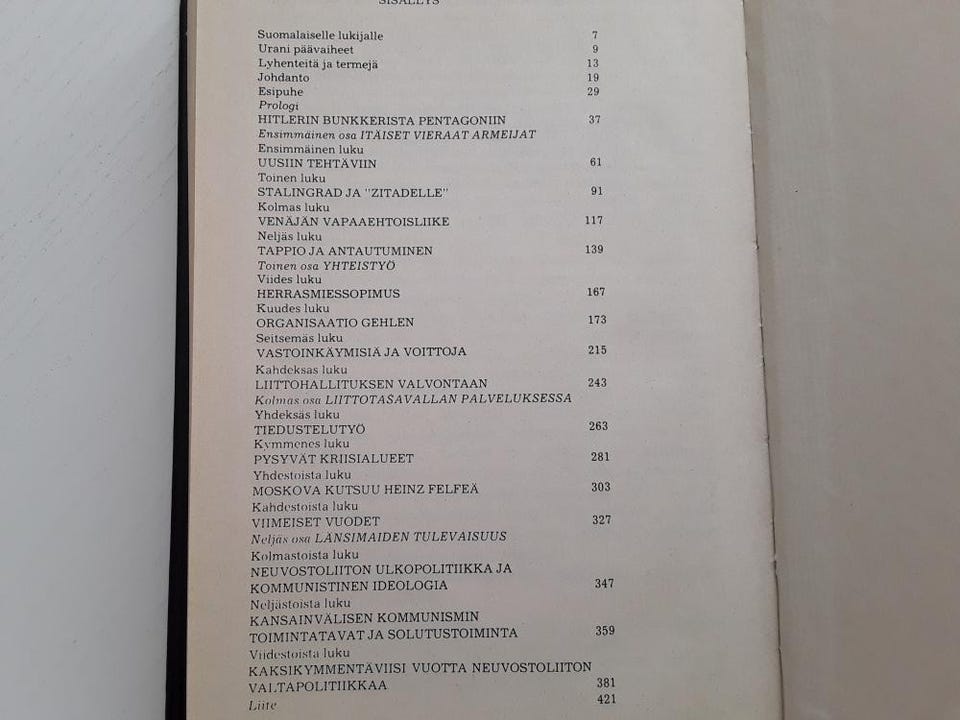 SISÄLLYS
Suomalaiselle lukijalle 7
Urani päävaiheet 9
Lyhenteitä ja termejä 13
Johdanto 19
Esipuhe 29
Prologi
HITLERIN BUNKKERISTA PENTAGONIIN 37
Ensimmäinen osa ITÄISET VIERAAT ARMEIJAT
Ensimmäinen luku
UUSIIN TEHTÄVIIN 61
Toinen luku
STALINGRAD JA "ZITADELLE" 91
Kolmas luku
VENÄJÄN VAPAAEHTOISLIIKE 117
Neljäs luku
TAPPIO JA ANTAUTUMINEN 139
Toinen osa YHTEISTYÖ
Viides luku
HERRASMIESSOPIMUS 167
Kuudes luku
ORGANISAATIO GEHLEN 173
Seitsemäs luku
VASTOINKÄYMISIÄ JA VOITTOJA 215
Kahdeksas luku
LIITTOHALLITUKSEN VALVONTAAN 243
Kolmas osa LIITTOTASAVALLAN PALVELUKSESSA
Yhdeksäs luku
TIEDUSTELUTYÖ 263
Kymmenes luku
PYSYVÄT KRIISIALUEET 281
Yhdestoista luku
MOSKOVA KUTSUU HEINZ FELFEÄ 303
Kahdestoista luku
VIIMEISET VUODET 327
Neljäs osa LÄNSIMAIDEN TULEVAISUUS
Kolmastoista luku
NEUVOSTOLIITON ULKOPOLITIIKKA JA
KOMMUNISTINEN IDEOLOGIA 347
Neljästoista luku
KANSAINVÄLISEN KOMMUNISMIN
TOIMINTATAVAT JA SOLUTUSTOIMINTA 359
Viidestoista luku
KAKSIKYMMENTÄVIISI VUOTTA NEUVOSTOLIITON
VALTAPOLITIIKKAA 381
Liite 421